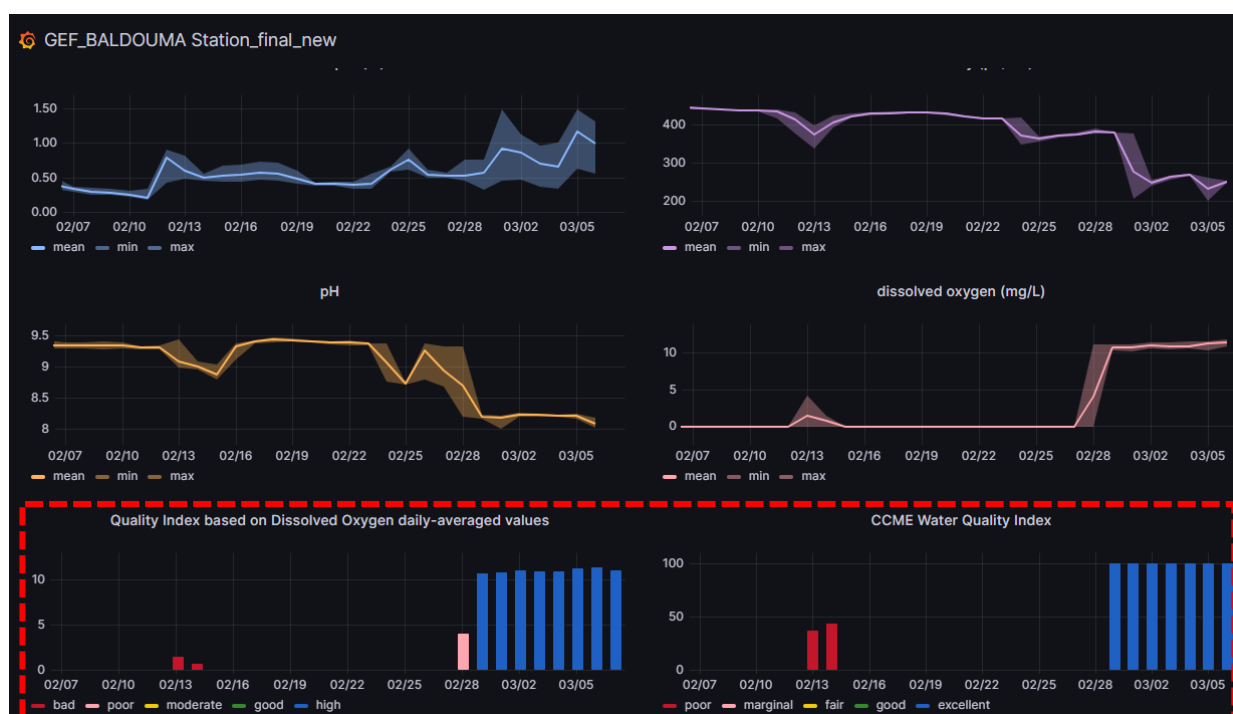 GEF_BALDOUMA Station_final_new
1.50
1.00
0.50
0.00
02/07 02/10 02/13 02/16 02/19 02/22 02/25 02/28 03/02 03/05
mean min max
400
300
200
02/07 02/10 02/13 02/16 02/19 02/22 02/25 02/28 03/02 03/05
mean min max
pH
9.5
9
8.5
8
02/07 02/10 02/13 02/16 02/19 02/22 02/25 02/28 03/02 03/05
mean min max
dissolved oxygen (mg/L)
10
5
0
02/07 02/10 02/13 02/16 02/19 02/22 02/25 02/28 03/02 03/05
mean min max
Quality Index based on Dissolved Oxygen daily-averaged values
10
5
0
02/07 02/10 02/13 02/16 02/19 02/22 02/25 02/28 03/02 03/05
bad poor moderate good high
CCME Water Quality Index
100
50
0
02/07 02/10 02/13 02/16 02/19 02/22 02/25 02/28 03/02 03/05
poor marginal fair good excellent